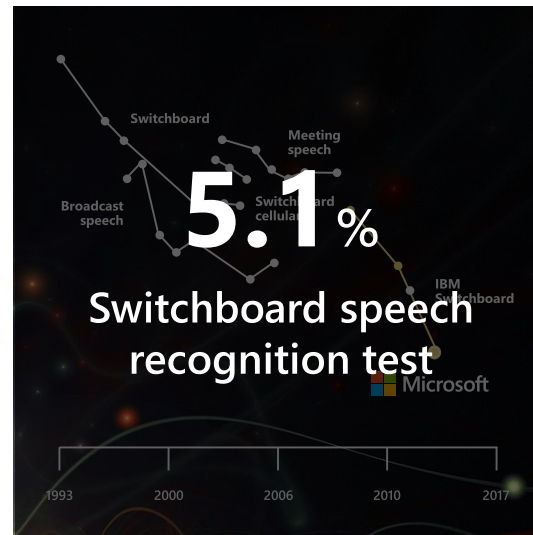 Switchboard
Meeting
speech
Broadcast
speech
Switchboard
cellular
5.1%
IBM
Switchboard
Switchboard speech
recognition test
Microsoft
1993 2000 2006 2010 2017